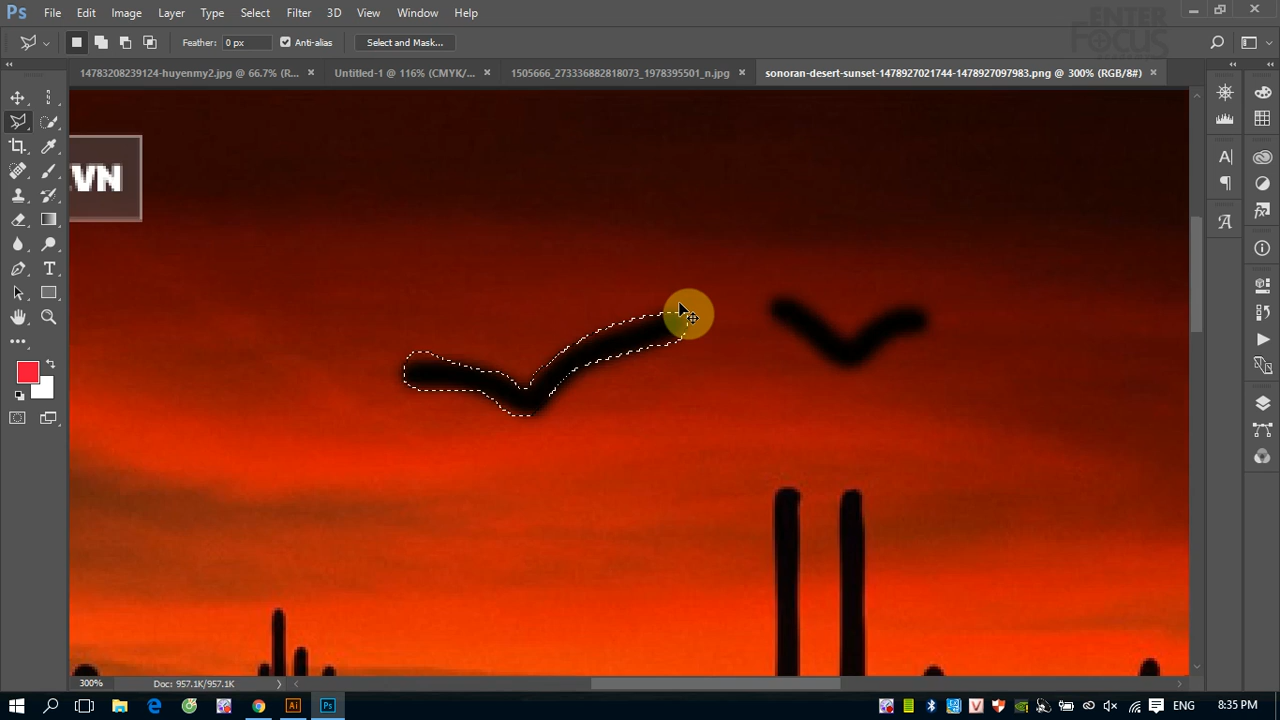 Ps File Edit Image Layer Type Select Filter 3D View Window Help
ENTER
FOCUS
Feather: 0 px Anti-alias Select and Mask...
14783208239124-huyenmy2.jpg @ 66.7% (R... × Untitled-1 @ 116% (CMYK/... × 1505666_273336882818073_1978395501_n.jpg × sonoran-desert-sunset-1478927021744-1478927097983.png @ 300% (RGB/8#) ×
VN
300% Doc: 957.1K/957.1K
ENG 8:35 PM